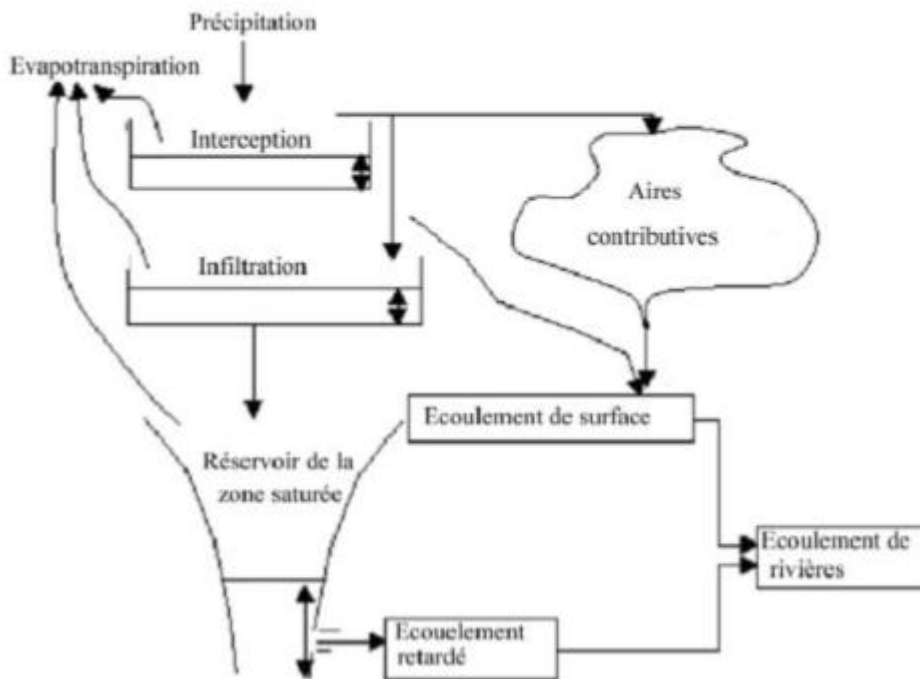 Précipitation
Evapotranspiration
Interception
Aires
contributives
Infiltration
Ecoulement de surface
Réservoir de la
zone saturée
Ecoulement de
rivières
Ecouelement
retardé